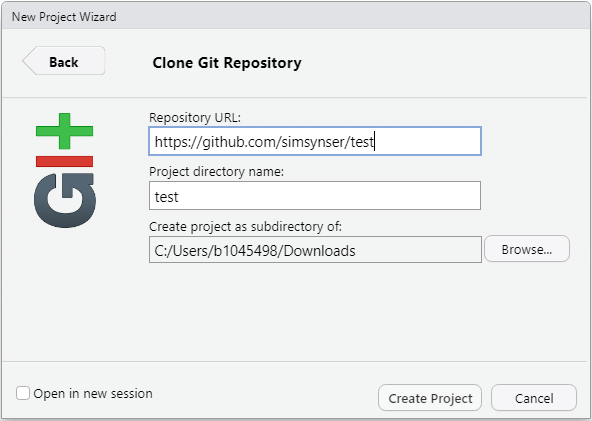 New Project Wizard
Back
Clone Git Repository
Repository URL:
https://github.com/simsynser/test
Project directory name:
test
Create project as subdirectory of:
C:/Users/b1045498/Downloads
Browse...
Open in new session
Create Project
Cancel
GIt